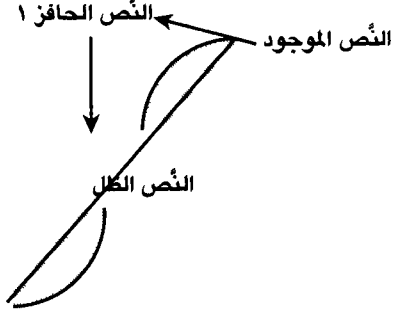 النَّص الحافز ١
النَّص الموجود
النَّص الظل